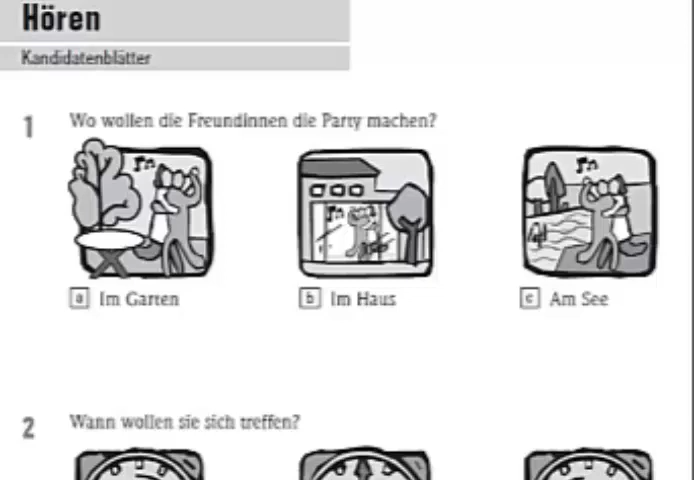 Hören
Kandidatenblätter
1 Wo wollen die Freundinnen die Party machen?
a Im Garten
b Im Haus
c Am See
2 Wann wollen sie sich treffen?